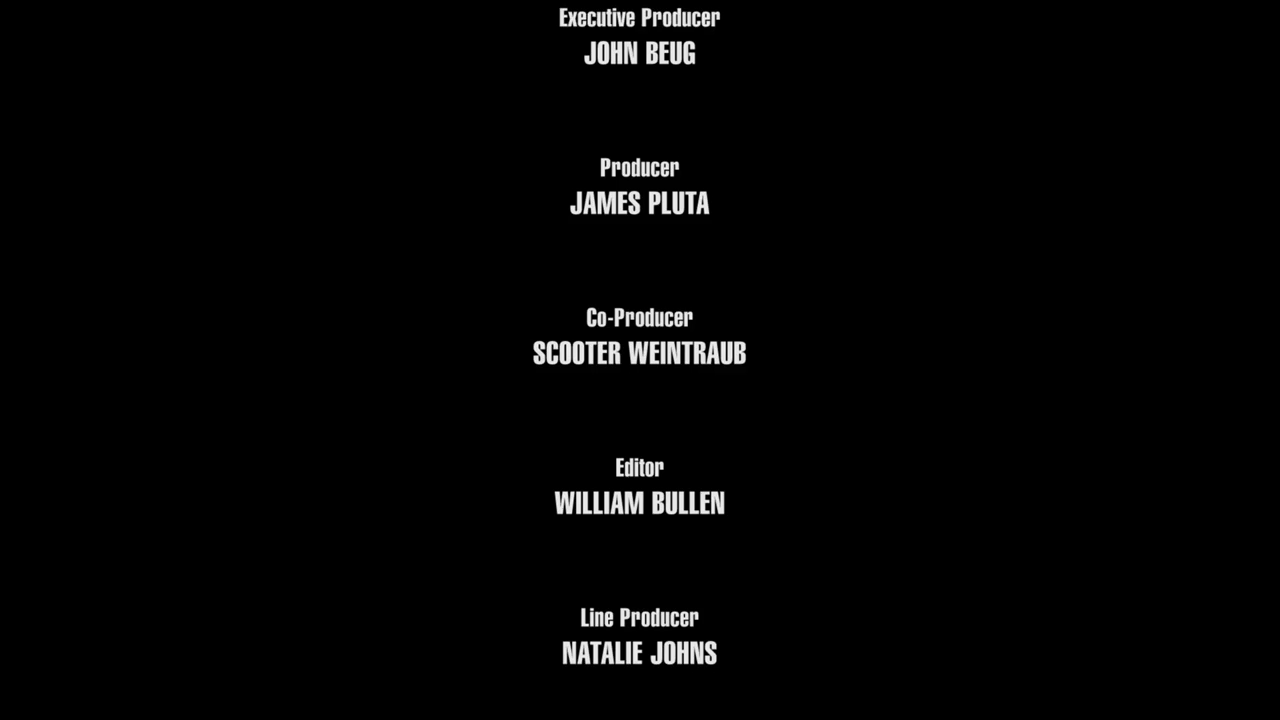 Executive Producer
JOHN BEUG
Producer
JAMES PLUTA
Co-Producer
SCOOTER WEINTRAUB
Editor
WILLIAM BULLEN
Line Producer
NATALIE JOHNS